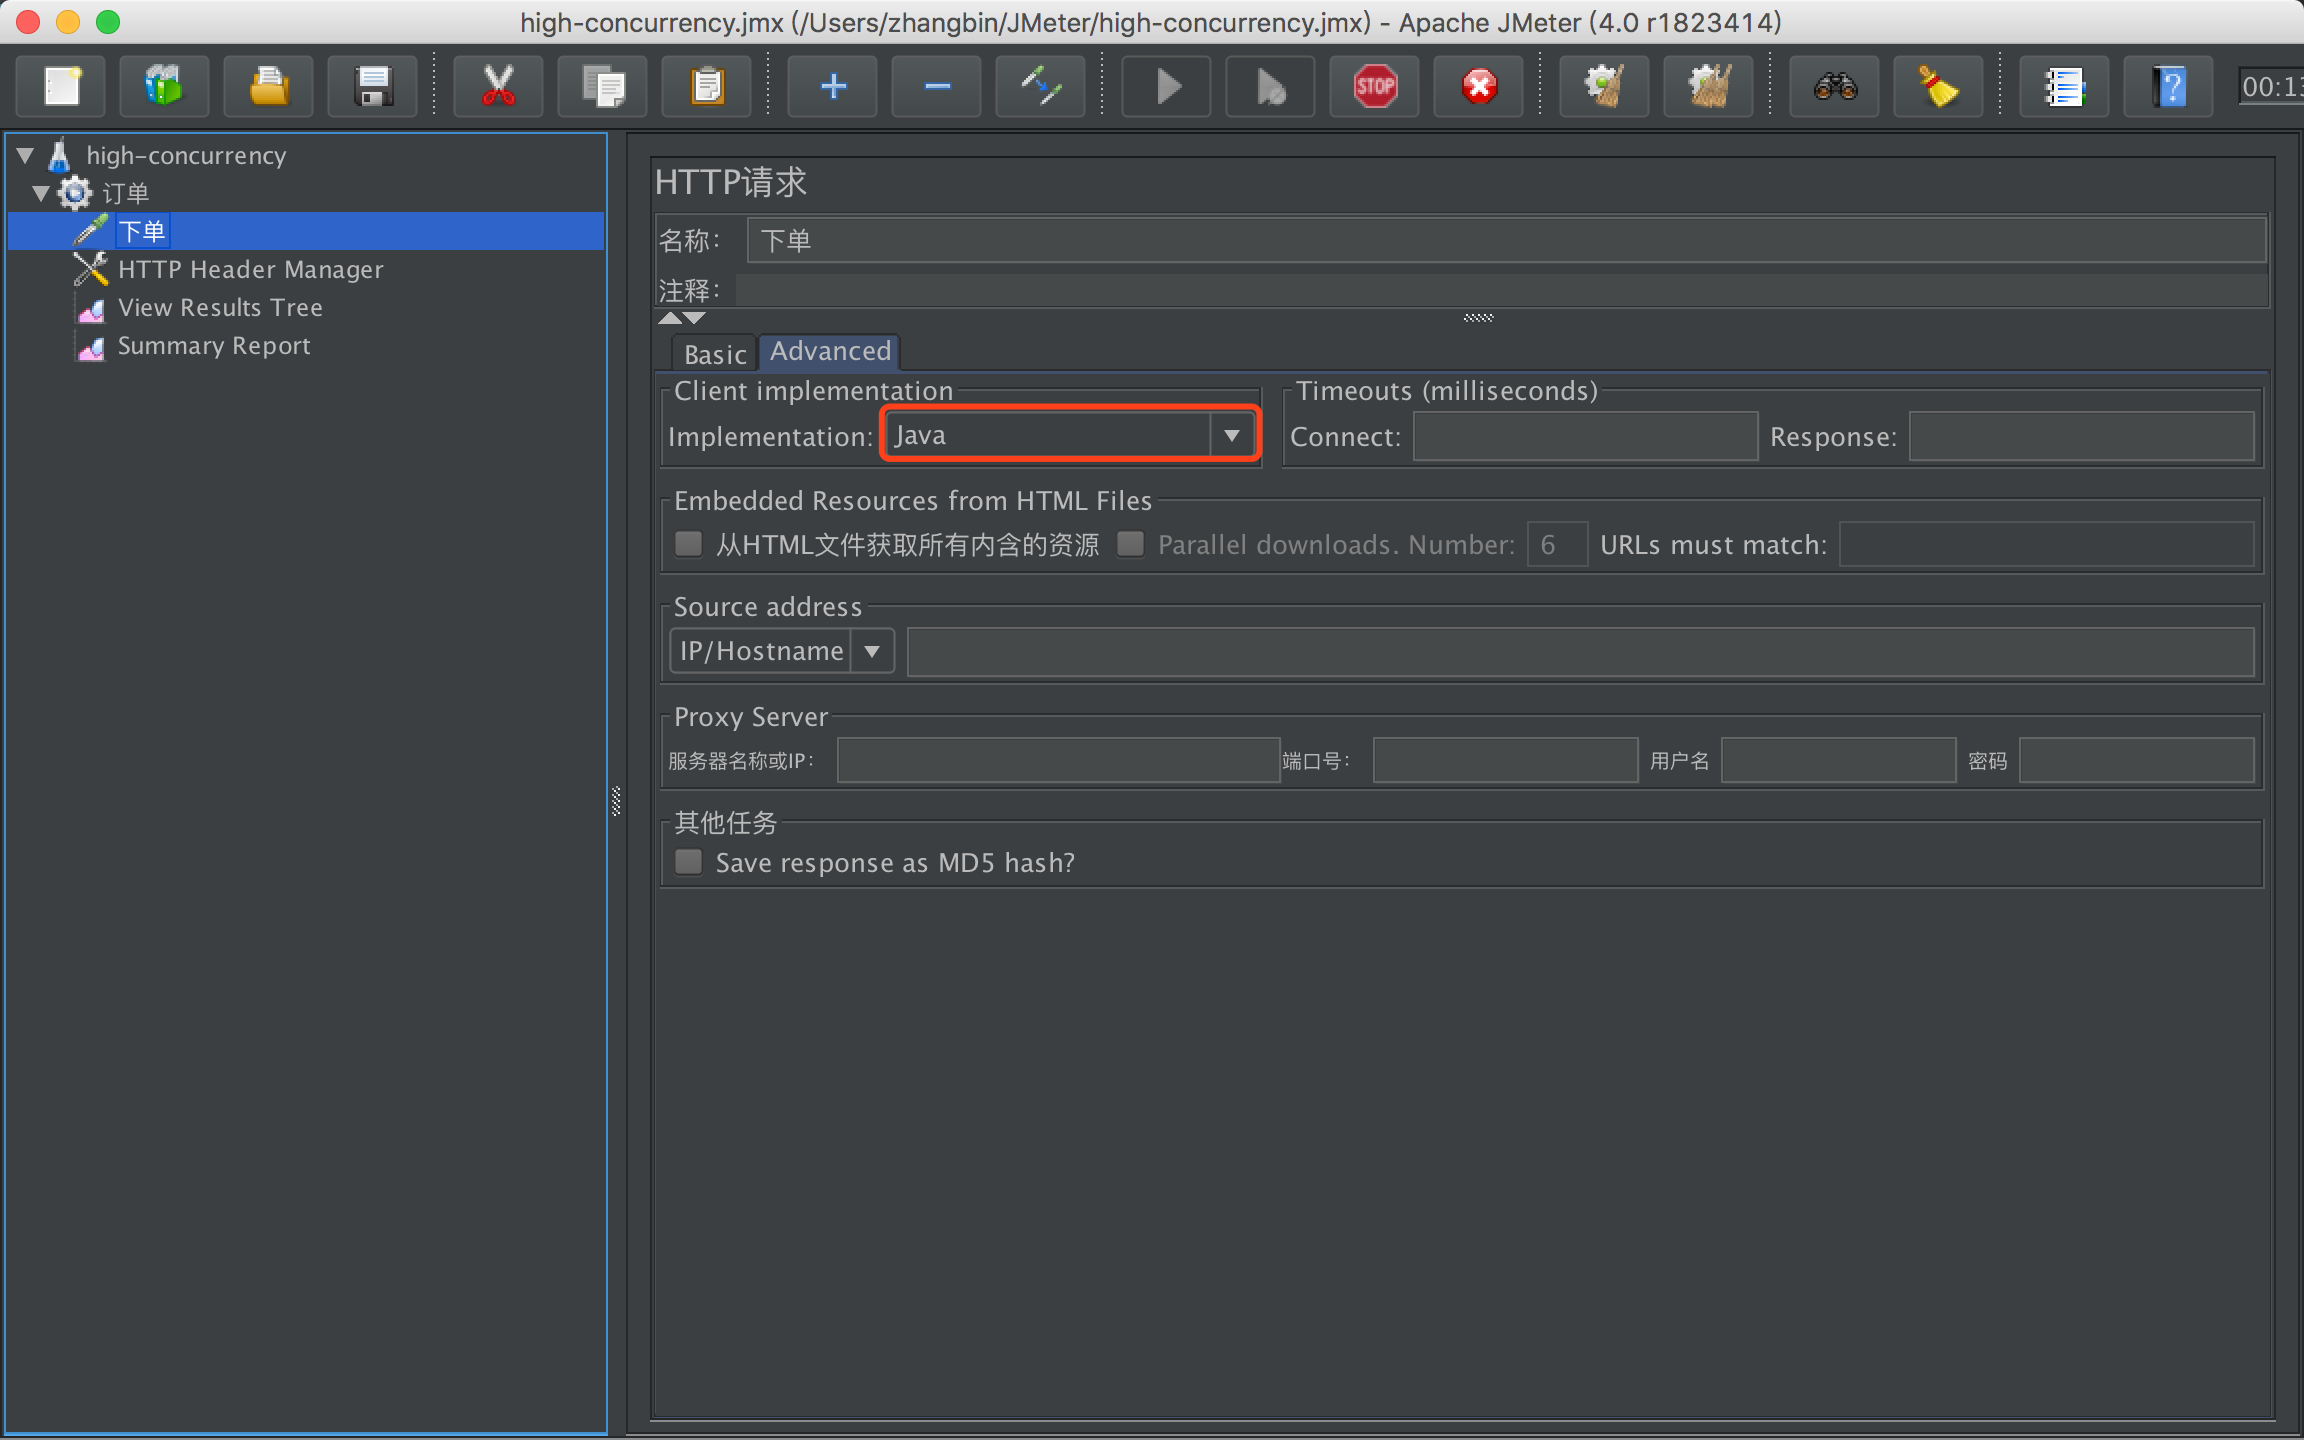 high-concurrency.jmx (/Users/zhangbin/JMeter/high-concurrency.jmx) - Apache JMeter (4.0 r1823414)
STOP
00:13
high-concurrency
订单
下单
HTTP Header Manager
View Results Tree
Summary Report
HTTP请求
名称： 下单
注释：
Basic Advanced
Client implementation Timeouts (milliseconds)
Implementation: Java Connect: Response:
Embedded Resources from HTML Files
从HTML文件获取所有内含的资源 Parallel downloads. Number: 6 URLs must match:
Source address
IP/Hostname
Proxy Server
服务器名称或IP： 端口号： 用户名 密码
其他任务
Save response as MD5 hash?